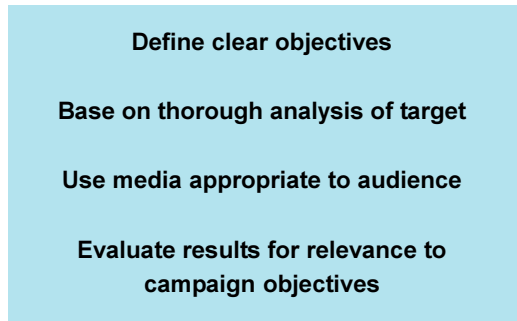 Define clear objectives
Base on thorough analysis of target
Use media appropriate to audience
Evaluate results for relevance to
campaign objectives